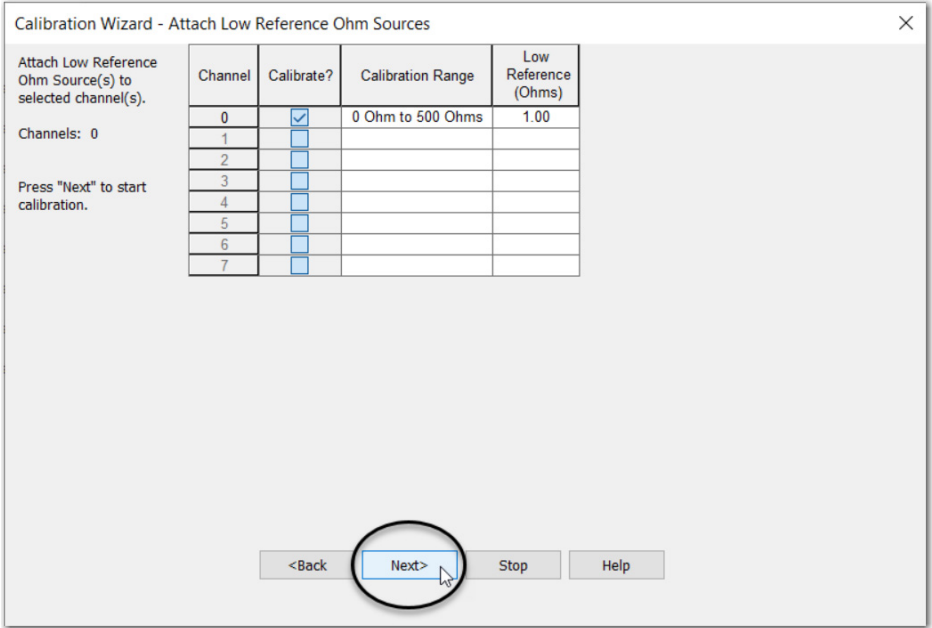 Calibration Wizard - Attach Low Reference Ohm Sources
Attach Low Reference
Ohm Source(s) to
selected channel(s).
Channels: 0
Press "Next" to start
calibration.
Channel Calibrate? Calibration Range Low Reference (Ohms)
0 0 Ohm to 500 Ohms 1.00
1
2
3
4
5
6
7
<Back Next> Stop Help